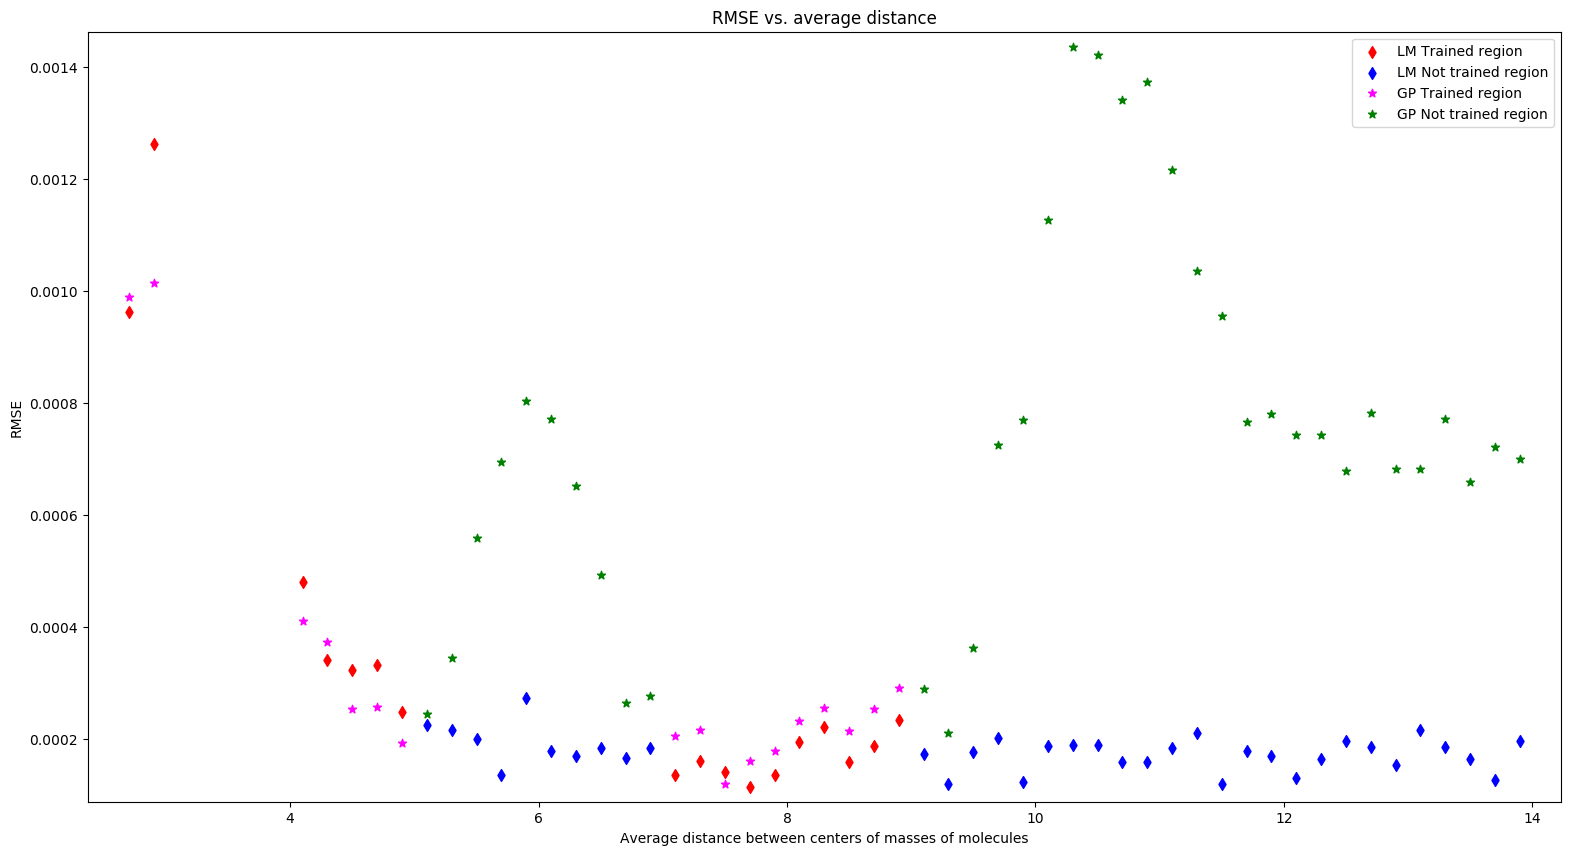 RMSE vs. average distance
LM Trained region
LM Not trained region
GP Trained region
GP Not trained region
RMSE
0.0014
0.0012
0.0010
0.0008
0.0006
0.0004
0.0002
4 6 8 10 12 14
Average distance between centers of masses of molecules